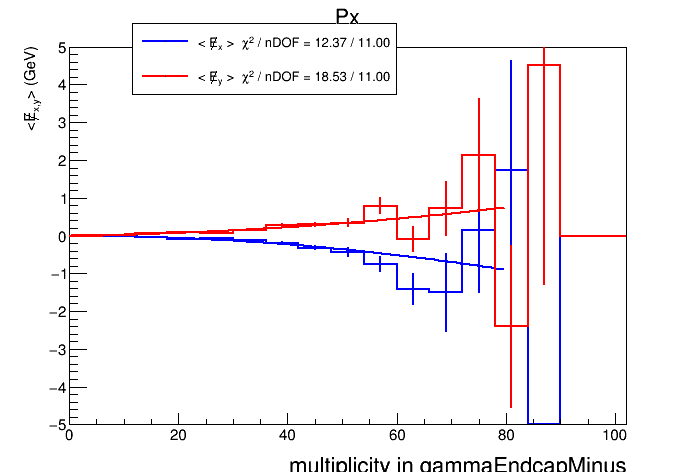 Px
<E̸x> χ² / nDOF = 12.37 / 11.00
<E̸y> χ² / nDOF = 18.53 / 11.00
<E̸x,y> (GeV)
5
4
3
2
1
0
−1
−2
−3
−4
−5
0 20 40 60 80 100
multiplicity in gammaEndcapMinus